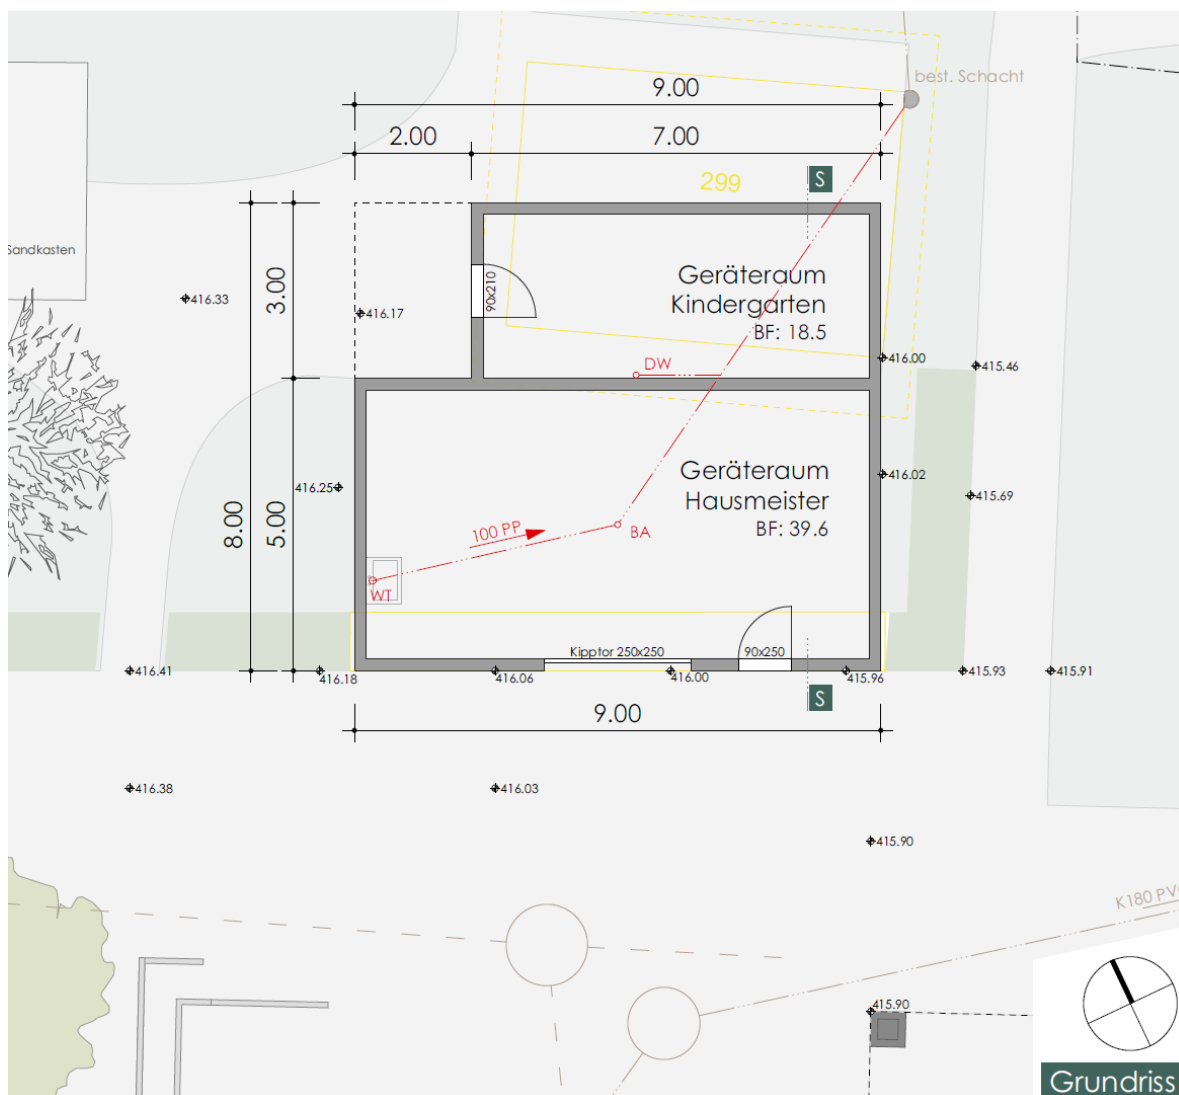 best. Schacht
9.00
2.00
7.00
299
S
Sandkasten
Geräteraum
Kindergarten
BF: 18.5
90x210
3.00
416.33
416.17
416.00
415.46
DW
Geräteraum
Hausmeister
BF: 39.6
416.02
416.25
415.69
8.00
5.00
100 PP
BA
WT
Kipptor 250x250
90x250
416.41
416.18
416.06
416.00
415.96
415.93
415.91
S
9.00
416.38
416.03
415.90
K180 PV
415.90
Grundriss